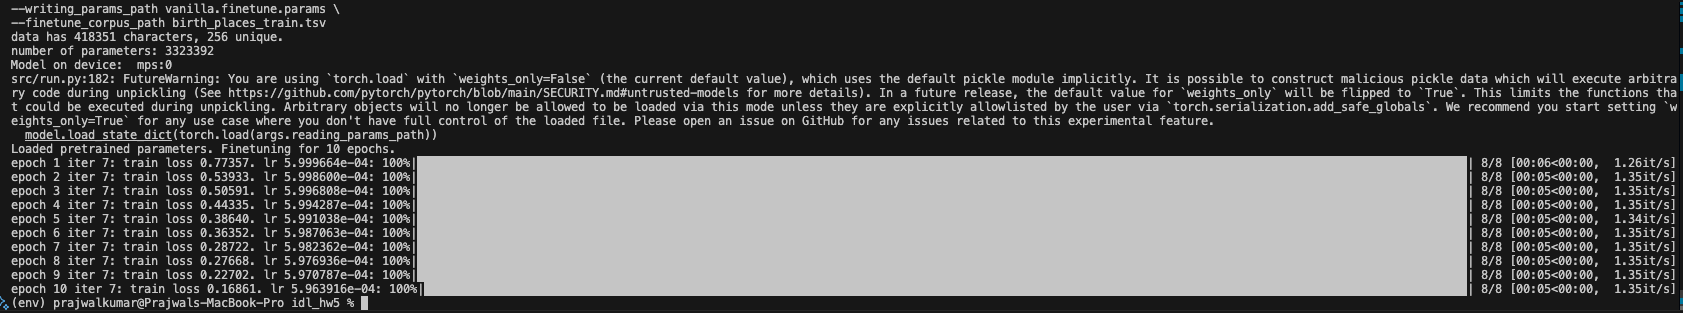 --writing_params_path vanilla.finetune.params \
--finetune_corpus_path birth_places_train.tsv
data has 418351 characters, 256 unique.
number of parameters: 3323392
Model on device:  mps:0
src/run.py:182: FutureWarning: You are using `torch.load` with `weights_only=False` (the current default value), which uses the default pickle module implicitly. It is possible to construct malicious pickle data which will execute arbitra
ry code during unpickling (See https://github.com/pytorch/pytorch/blob/main/SECURITY.md#untrusted-models for more details). In a future release, the default value for `weights_only` will be flipped to `True`. This limits the functions tha
t could be executed during unpickling. Arbitrary objects will no longer be allowed to be loaded via this mode unless they are explicitly allowlisted by the user via `torch.serialization.add_safe_globals`. We recommend you start setting `w
eights_only=True` for any use case where you don't have full control of the loaded file. Please open an issue on GitHub for any issues related to this experimental feature.
  model.load_state_dict(torch.load(args.reading_params_path))
Loaded pretrained parameters. Finetuning for 10 epochs.
epoch 1 iter 7: train loss 0.77357. lr 5.999664e-04: 100%| | 8/8 [00:06<00:00,  1.26it/s]
epoch 2 iter 7: train loss 0.53933. lr 5.998600e-04: 100%| | 8/8 [00:05<00:00,  1.35it/s]
epoch 3 iter 7: train loss 0.50591. lr 5.996808e-04: 100%| | 8/8 [00:05<00:00,  1.35it/s]
epoch 4 iter 7: train loss 0.44335. lr 5.994287e-04: 100%| | 8/8 [00:05<00:00,  1.35it/s]
epoch 5 iter 7: train loss 0.38640. lr 5.991038e-04: 100%| | 8/8 [00:05<00:00,  1.34it/s]
epoch 6 iter 7: train loss 0.36352. lr 5.987063e-04: 100%| | 8/8 [00:05<00:00,  1.35it/s]
epoch 7 iter 7: train loss 0.28722. lr 5.982362e-04: 100%| | 8/8 [00:05<00:00,  1.35it/s]
epoch 8 iter 7: train loss 0.27668. lr 5.976936e-04: 100%| | 8/8 [00:05<00:00,  1.35it/s]
epoch 9 iter 7: train loss 0.22702. lr 5.970787e-04: 100%| | 8/8 [00:05<00:00,  1.35it/s]
epoch 10 iter 7: train loss 0.16861. lr 5.963916e-04: 100%| | 8/8 [00:05<00:00,  1.35it/s]
(env) prajwalkumar@Prajwals-MacBook-Pro idl_hw5 %